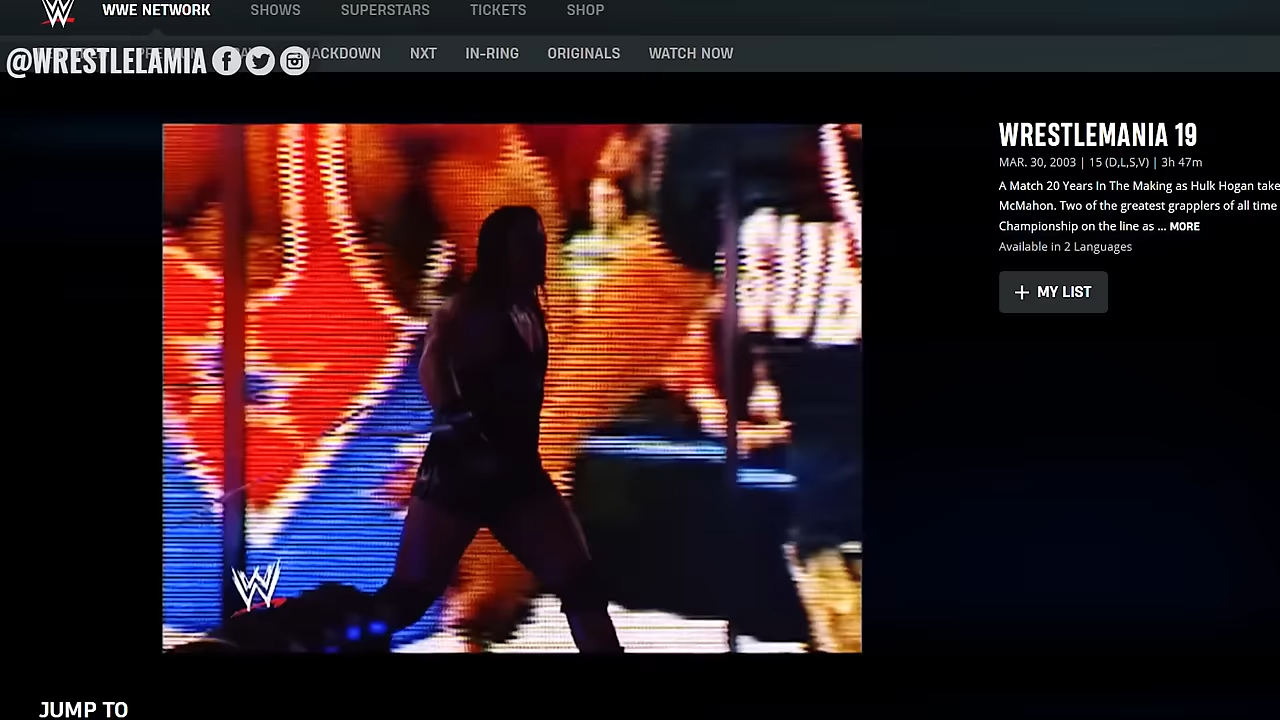 WWE NETWORK SHOWS SUPERSTARS TICKETS SHOP
@WRESTLELAMIA
NXT IN-RING ORIGINALS WATCH NOW
WRESTLEMANIA 19
MAR. 30, 2003 | 15 (D,L,S,V) | 3h 47m
A Match 20 Years In The Making as Hulk Hogan take
McMahon. Two of the greatest grapplers of all time
Championship on the line as ... MORE
Available in 2 Languages
+ MY LIST
JUMP TO